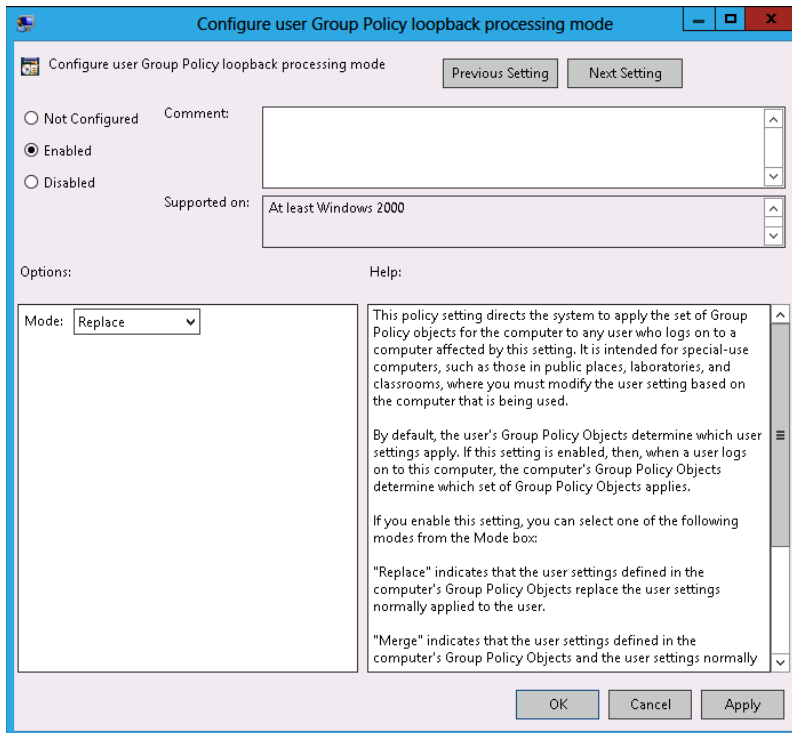 Configure user Group Policy loopback processing mode
Configure user Group Policy loopback processing mode
Previous Setting
Next Setting
Not Configured
Comment:
Enabled
Disabled
Supported on:
At least Windows 2000
Options:
Help:
Mode:
Replace
This policy setting directs the system to apply the set of Group
Policy objects for the computer to any user who logs on to a
computer affected by this setting. It is intended for special-use
computers, such as those in public places, laboratories, and
classrooms, where you must modify the user setting based on
the computer that is being used.
By default, the user's Group Policy Objects determine which user
settings apply. If this setting is enabled, then, when a user logs
on to this computer, the computer's Group Policy Objects
determine which set of Group Policy Objects applies.
If you enable this setting, you can select one of the following
modes from the Mode box:
"Replace" indicates that the user settings defined in the
computer's Group Policy Objects replace the user settings
normally applied to the user.
"Merge" indicates that the user settings defined in the
computer's Group Policy Objects and the user settings normally
OK
Cancel
Apply